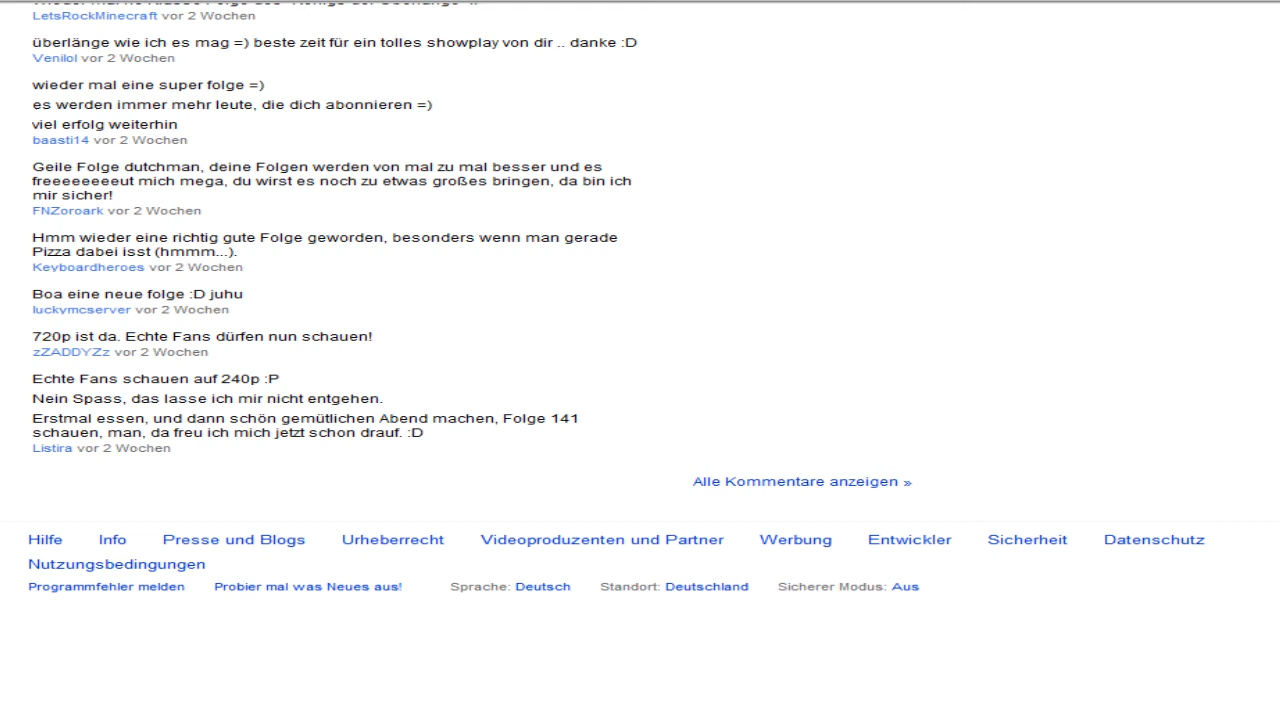 LetsRockMinecraft vor 2 Wochen
überlänge wie ich es mag =) beste zeit für ein tolles showplay von dir .. danke :D
Venilol vor 2 Wochen
wieder mal eine super folge =)
es werden immer mehr leute, die dich abonnieren =)
viel erfolg weiterhin
baasti14 vor 2 Wochen
Geile Folge dutchman, deine Folgen werden von mal zu mal besser und es
freeeeeeeeut mich mega, du wirst es noch zu etwas großes bringen, da bin ich
mir sicher!
FNZoroark vor 2 Wochen
Hmm wieder eine richtig gute Folge geworden, besonders wenn man gerade
Pizza dabei isst (hmmm...).
Keyboardheroes vor 2 Wochen
Boa eine neue folge :D juhu
luckymcserver vor 2 Wochen
720p ist da. Echte Fans dürfen nun schauen!
zZADDYZz vor 2 Wochen
Echte Fans schauen auf 240p :P
Nein Spass, das lasse ich mir nicht entgehen.
Erstmal essen, und dann schön gemütlichen Abend machen, Folge 141
schauen, man, da freu ich mich jetzt schon drauf. :D
Listira vor 2 Wochen
Alle Kommentare anzeigen »
Hilfe Info Presse und Blogs Urheberrecht Videoproduzenten und Partner Werbung Entwickler Sicherheit Datenschutz
Nutzungsbedingungen
Programmfehler melden Probier mal was Neues aus! Sprache: Deutsch Standort: Deutschland Sicherer Modus: Aus